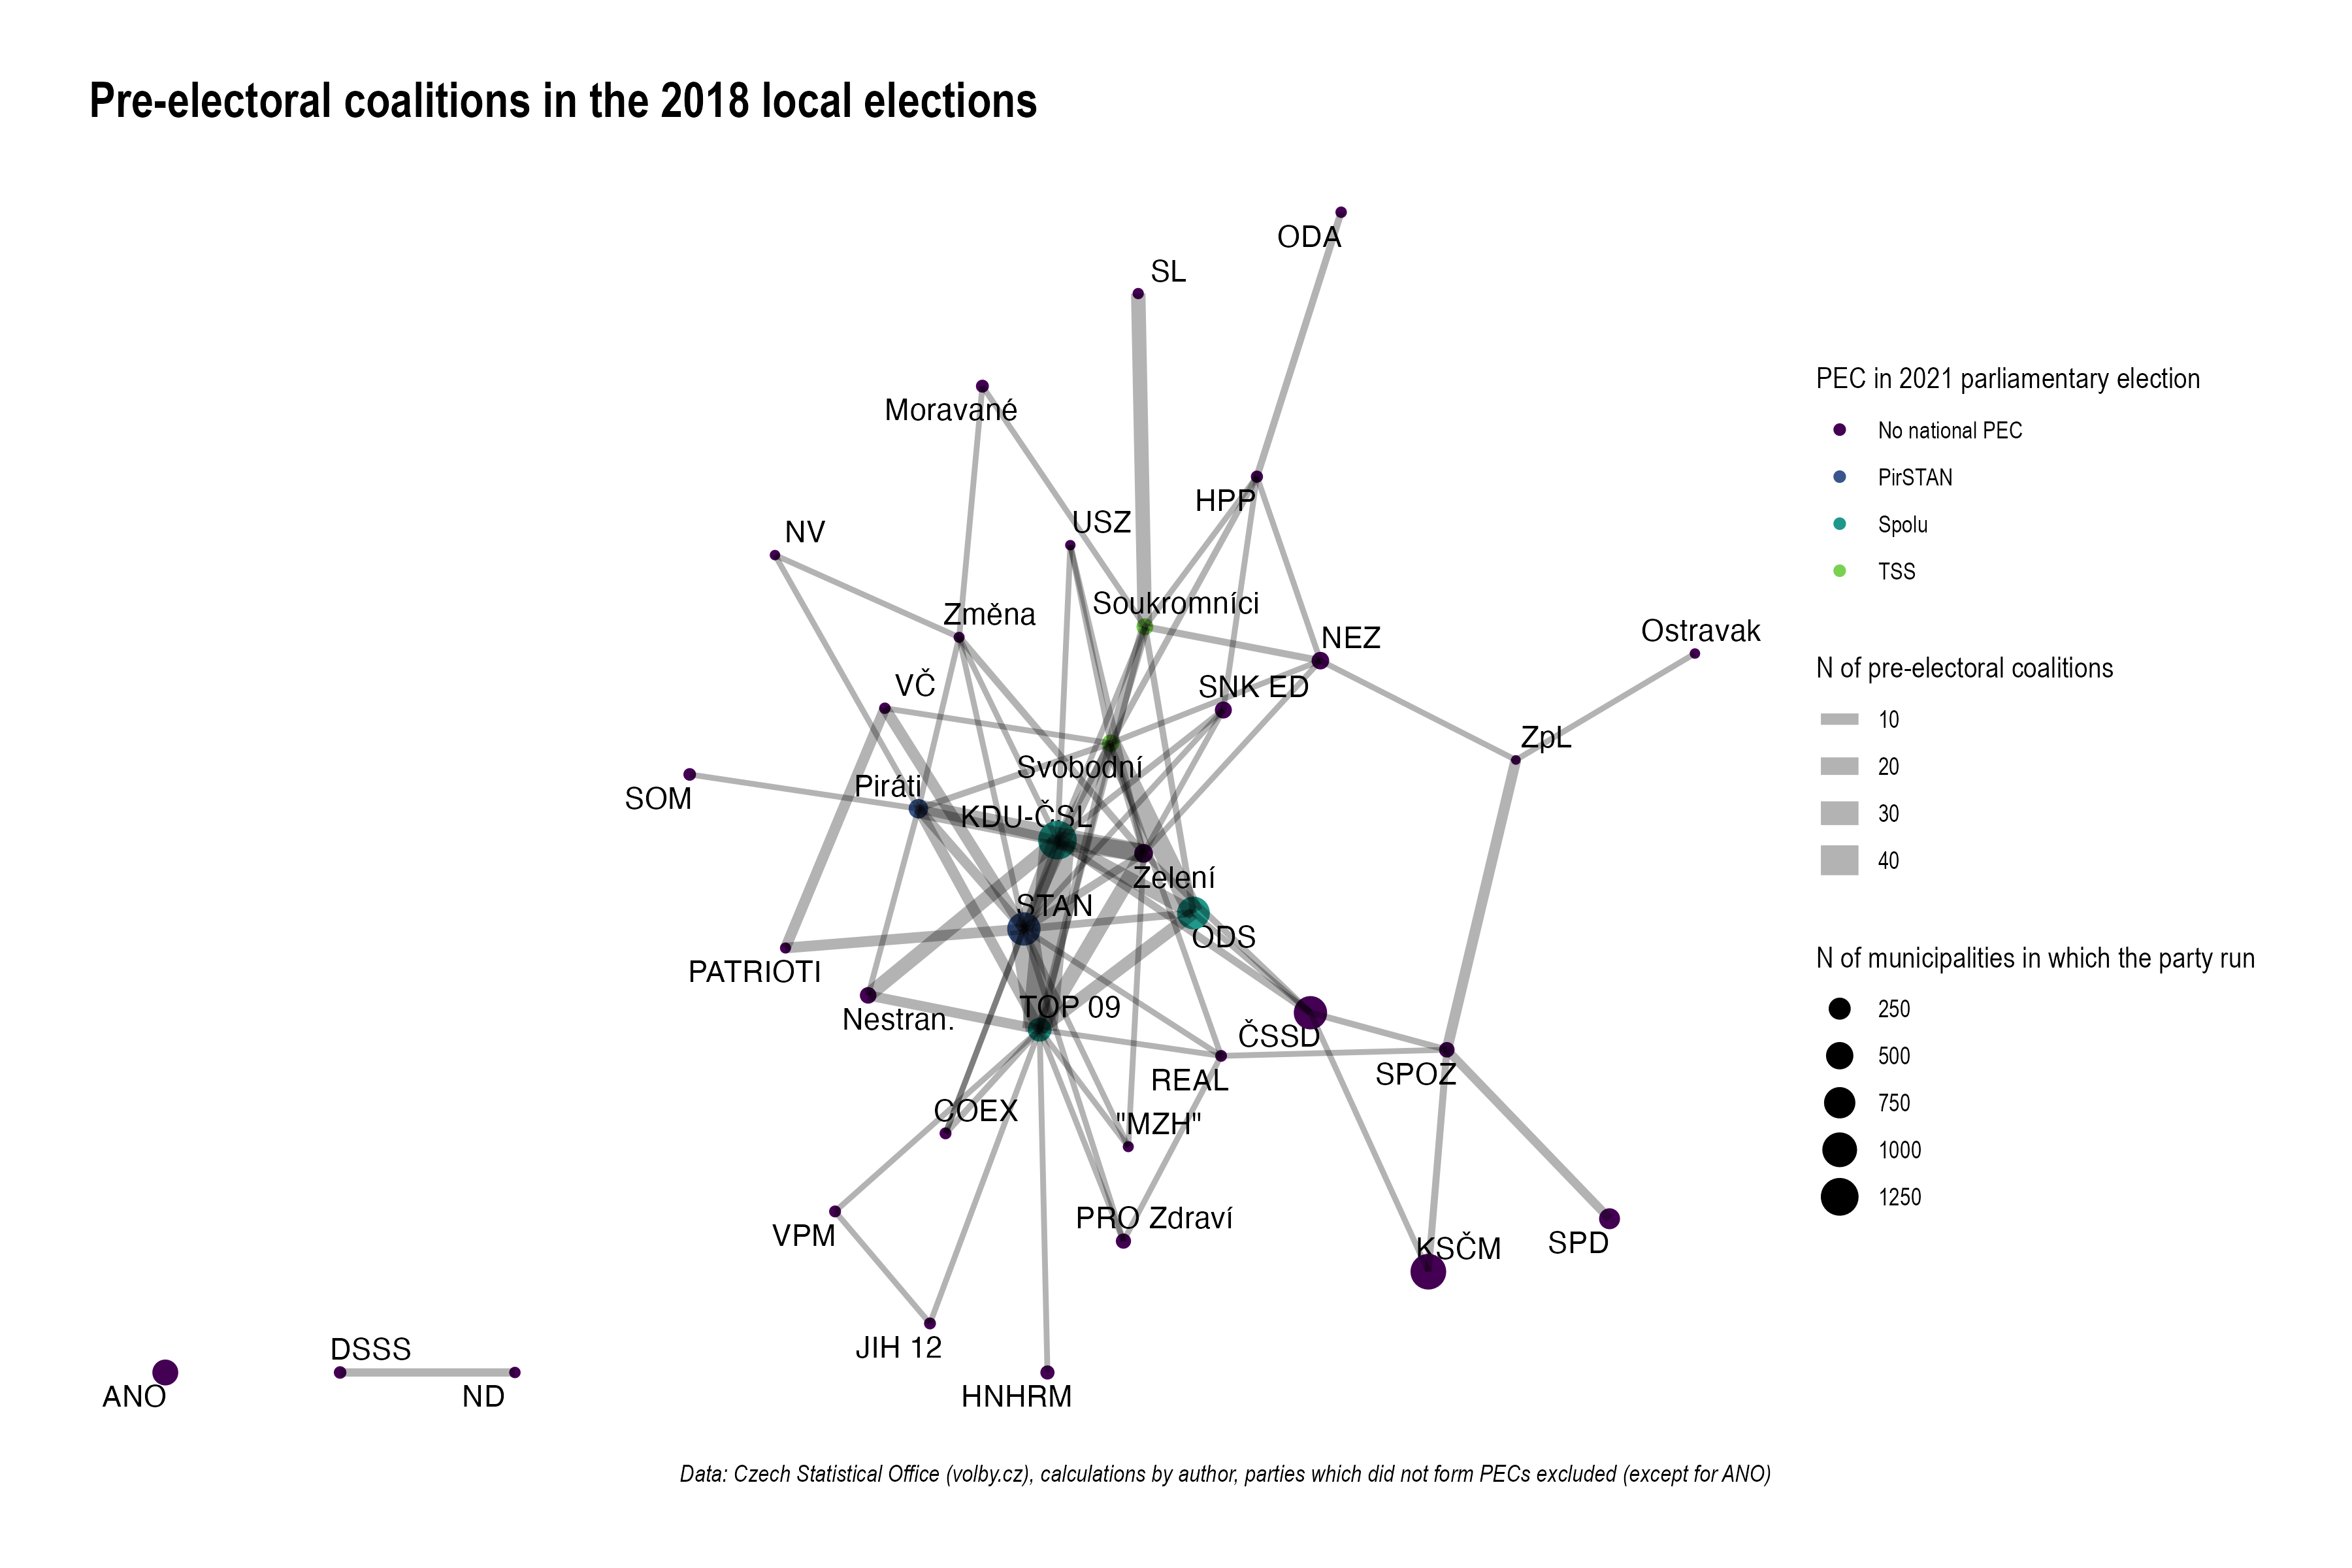 Pre-electoral coalitions in the 2018 local elections
ODA
SL
Moravané
HPP
USZ
NV
Soukromníci
Změna
NEZ
Ostravak
VČ
SNK ED
ZpL
Svobodní
Piráti
SOM
KDU-ČSL
Zelení
STAN
ODS
PATRIOTI
TOP 09
Nestran.
ČSSD
REAL
SPOZ
COEX
"MZH"
VPM
PRO Zdraví
KSČM
SPD
JIH 12
DSSS
ANO
ND
HNHRM
PEC in 2021 parliamentary election
No national PEC
PirSTAN
Spolu
TSS
N of pre-electoral coalitions
10
20
30
40
N of municipalities in which the party run
250
500
750
1000
1250
Data: Czech Statistical Office (volby.cz), calculations by author, parties which did not form PECs excluded (except for ANO)